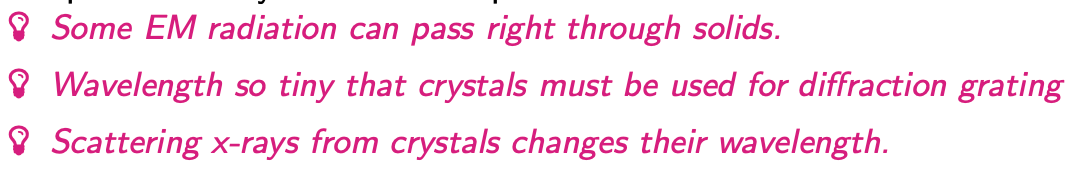 Some EM radiation can pass right through solids.
Wavelength so tiny that crystals must be used for diffraction grating
Scattering x-rays from crystals changes their wavelength.